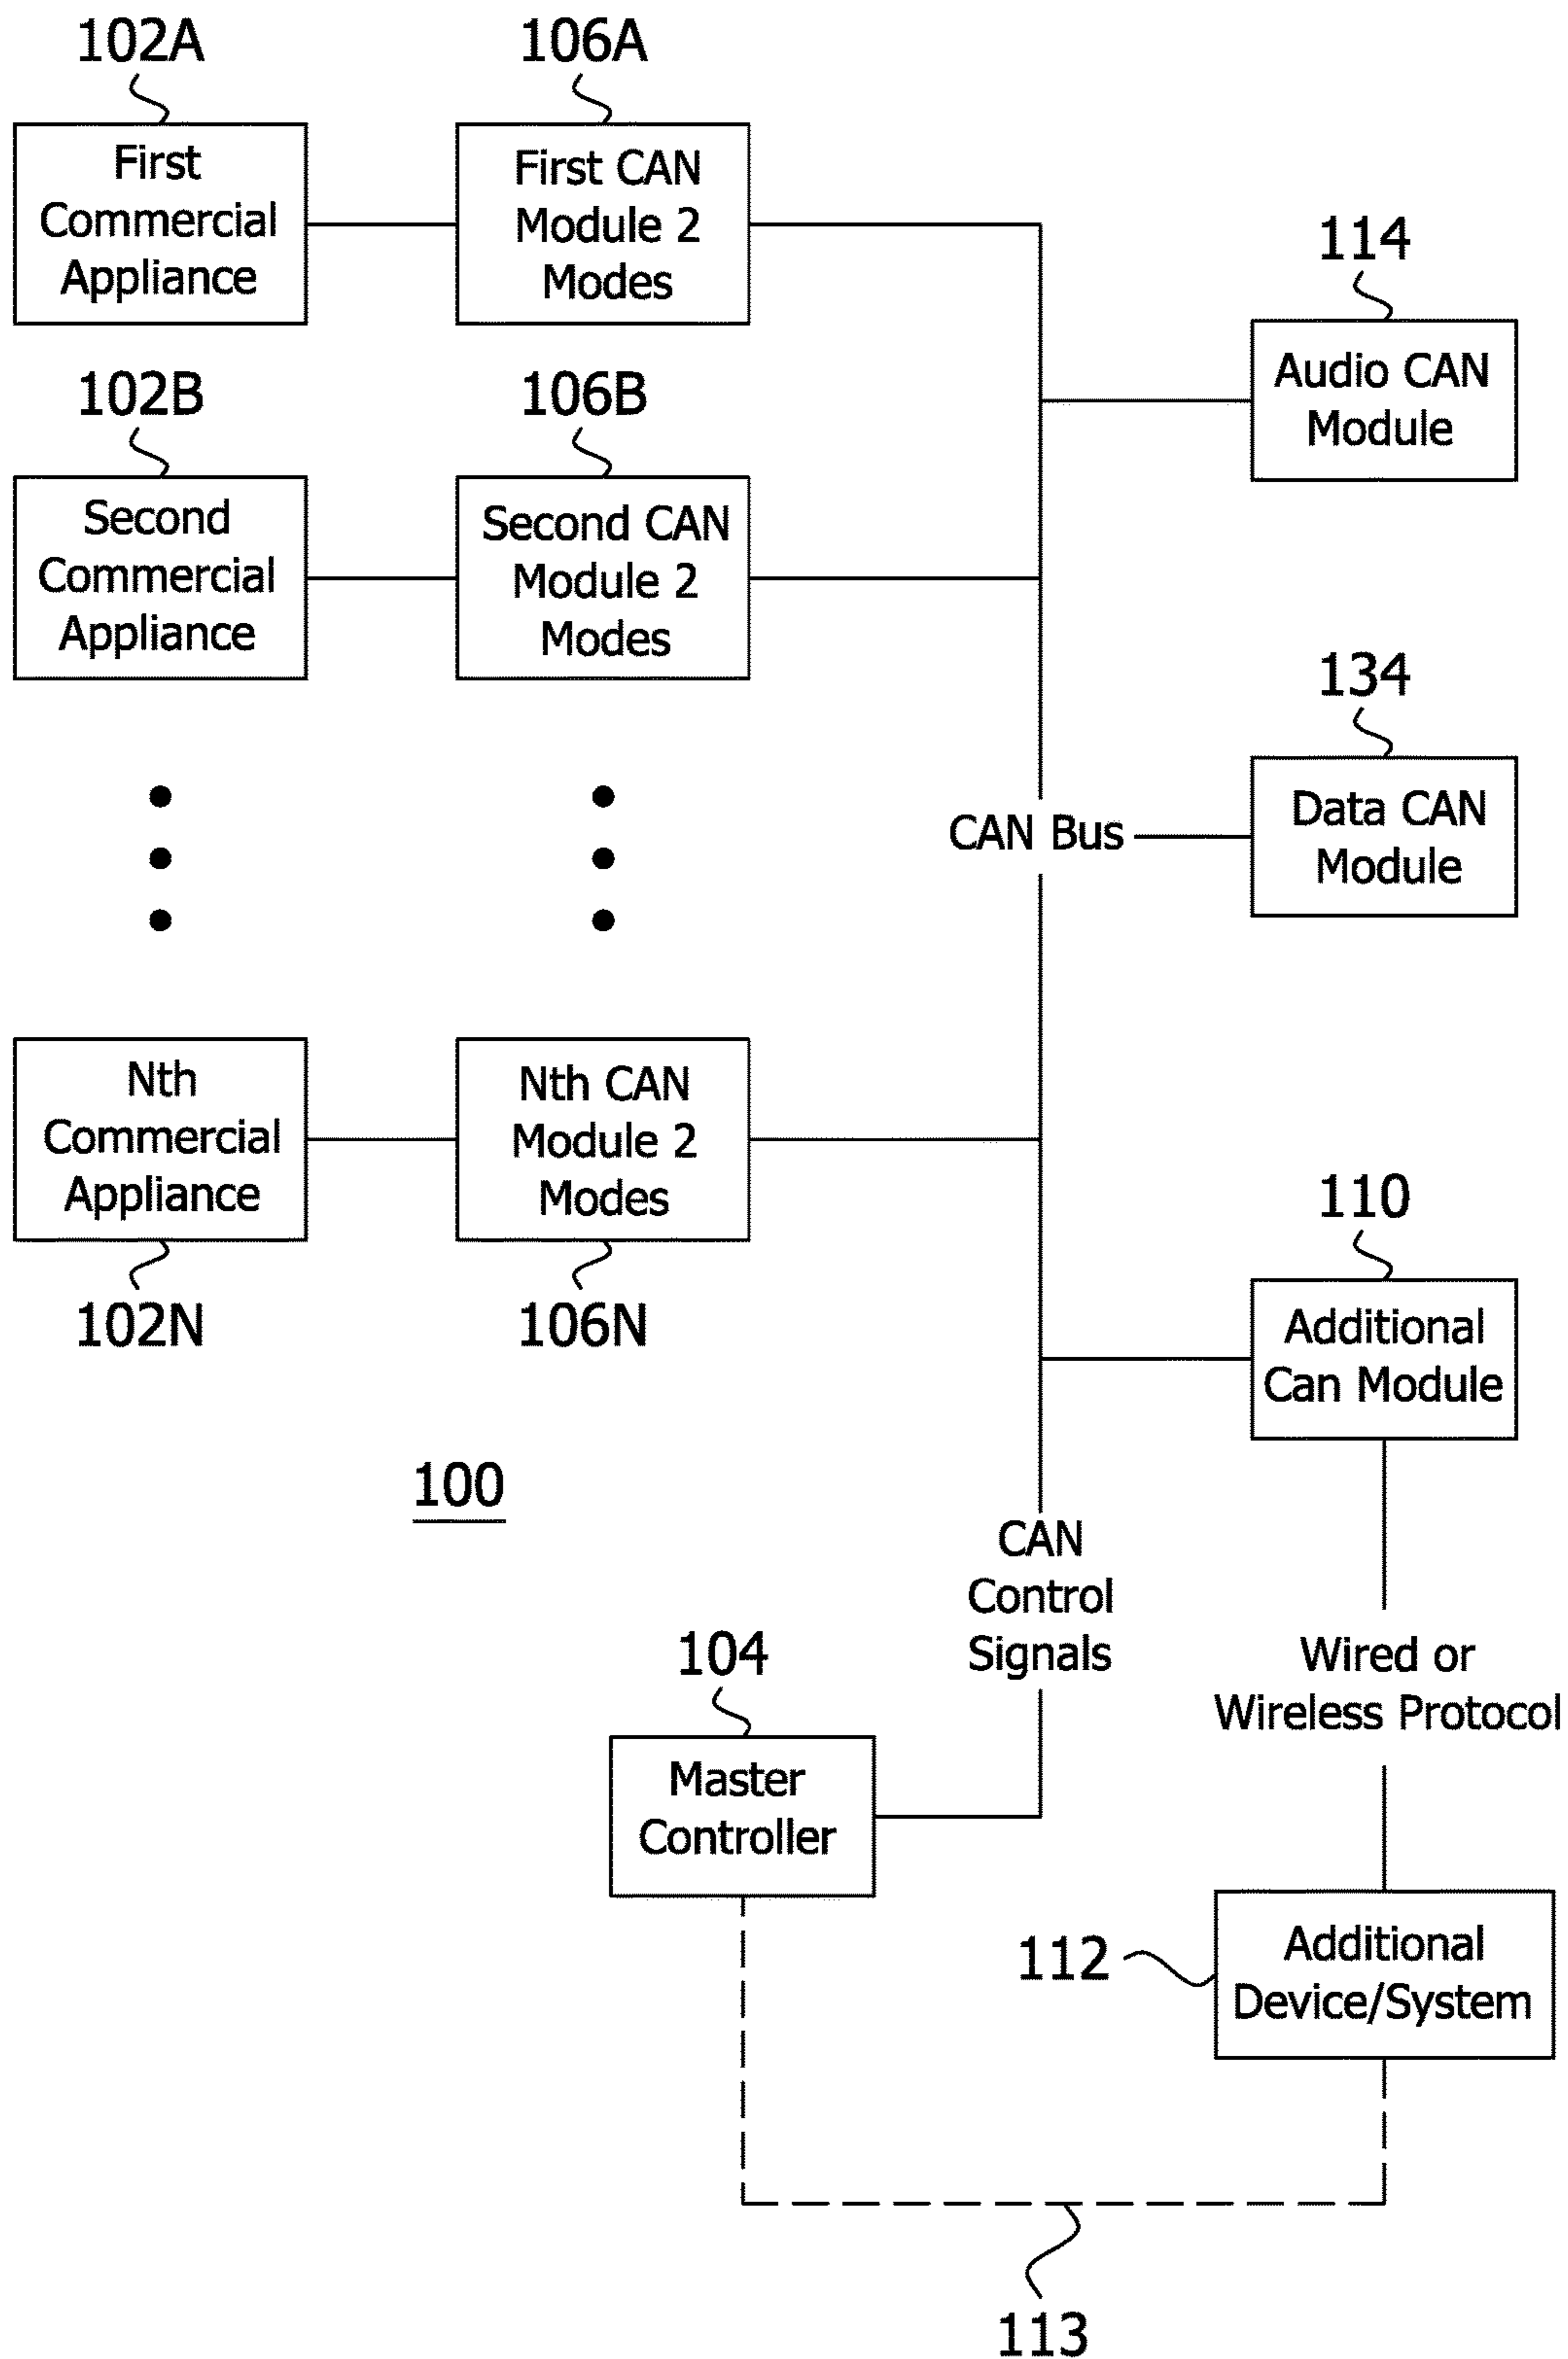 102A
106A
First
Commercial
Appliance
First CAN
Module 2
Modes
114
Audio CAN
Module
102B
106B
Second
Commercial
Appliance
Second CAN
Module 2
Modes
134
CAN Bus
Data CAN
Module
Nth
Commercial
Appliance
Nth CAN
Module 2
Modes
102N
106N
110
Additional
Can Module
100
CAN
Control
Signals
Wired or
Wireless Protocol
104
Master
Controller
112
Additional
Device/System
113